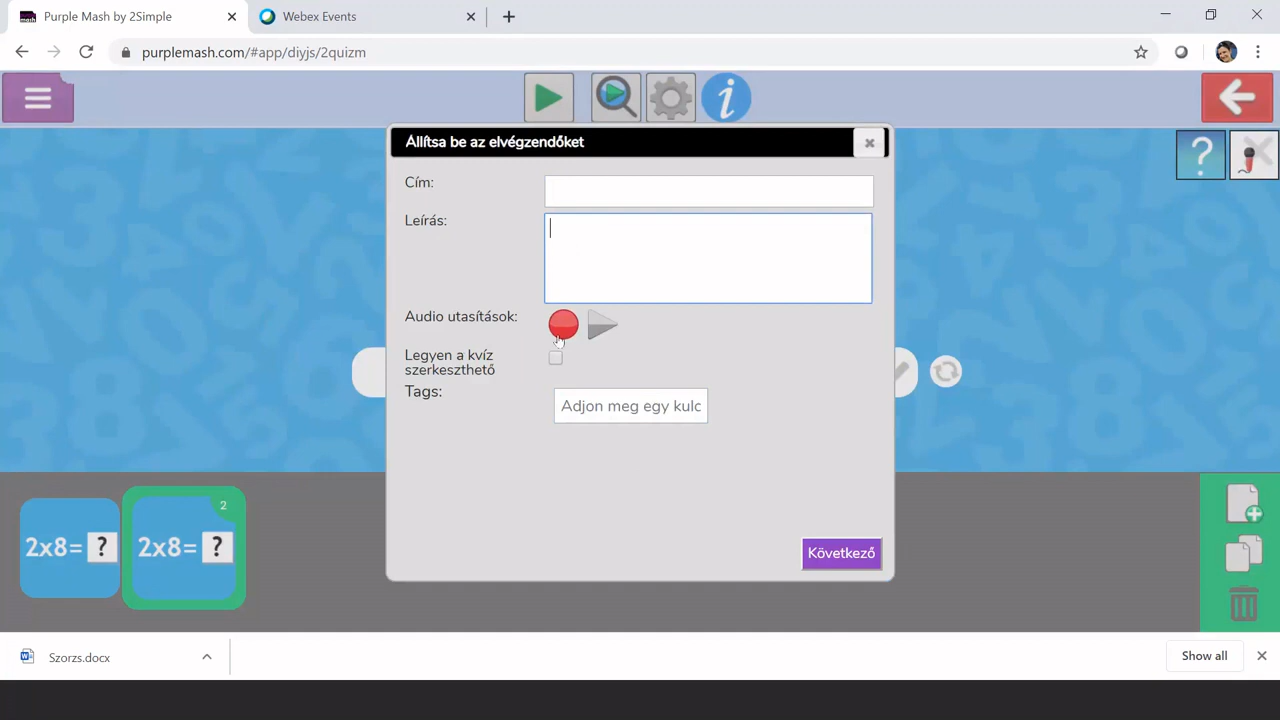 Purple Mash by 2Simple
Webex Events
purplemash.com/#app/diyjs/2quizm
Állítsa be az elvégzendőket
Cím:
Leírás:
Audio utasítások:
Legyen a kvíz
szerkeszthető
Tags:
Adjon meg egy kulc
Következő
2x8= ?
2x8= ?
2
Szorzs.docx
Show all